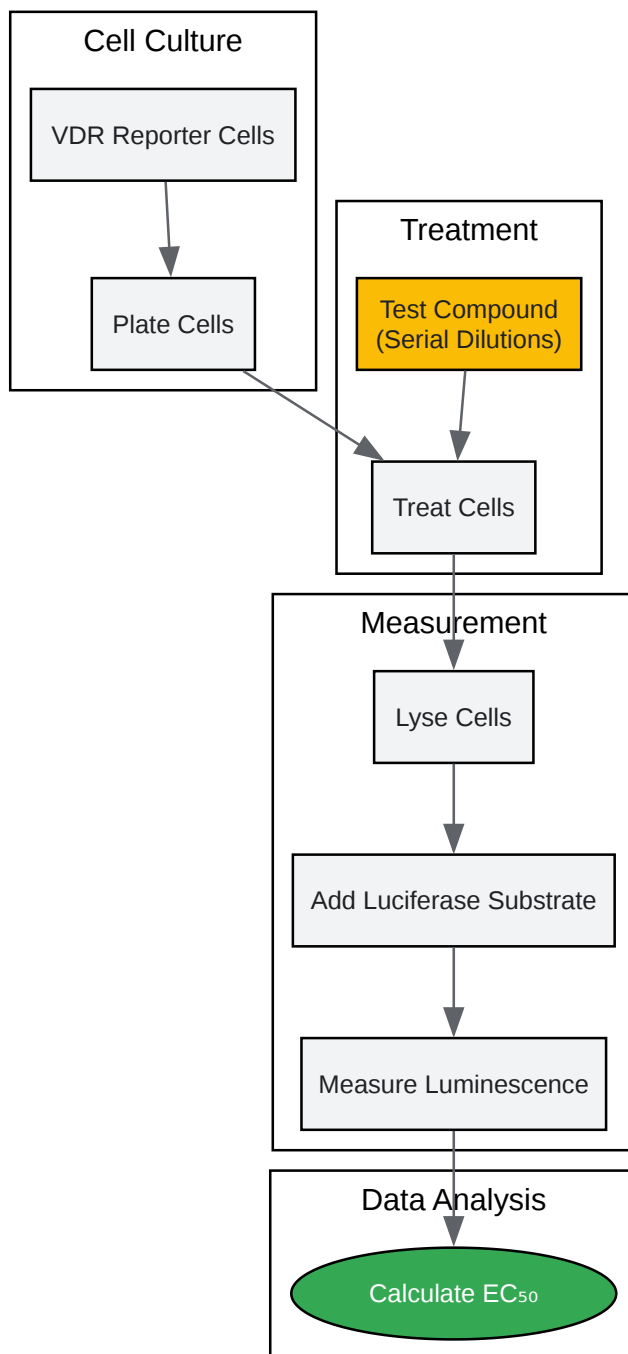 Cell Culture
VDR Reporter Cells
Plate Cells
Treatment
Test Compound
(Serial Dilutions)
Treat Cells
Measurement
Lyse Cells
Add Luciferase Substrate
Measure Luminescence
Data Analysis
Calculate EC₅₀